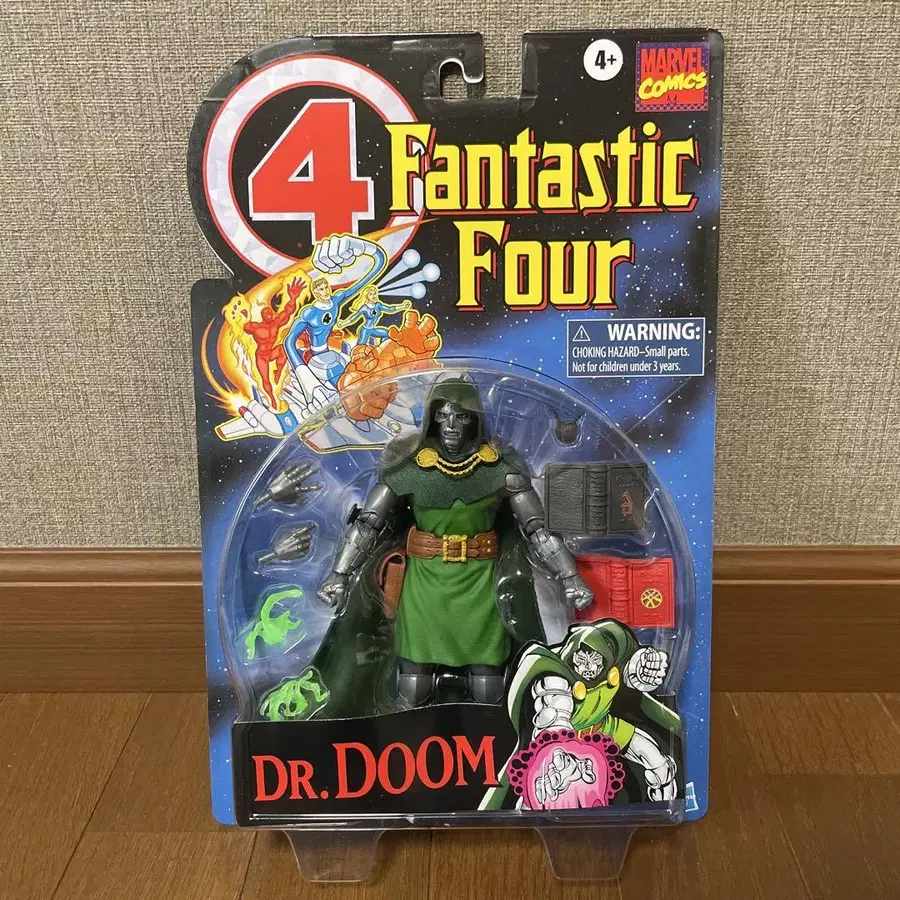 4
4+
MARVEL
COMICS
Fantastic
Four
4
WARNING:
CHOKING HAZARD–Small parts.
Not for children under 3 years.
DR. DOOM